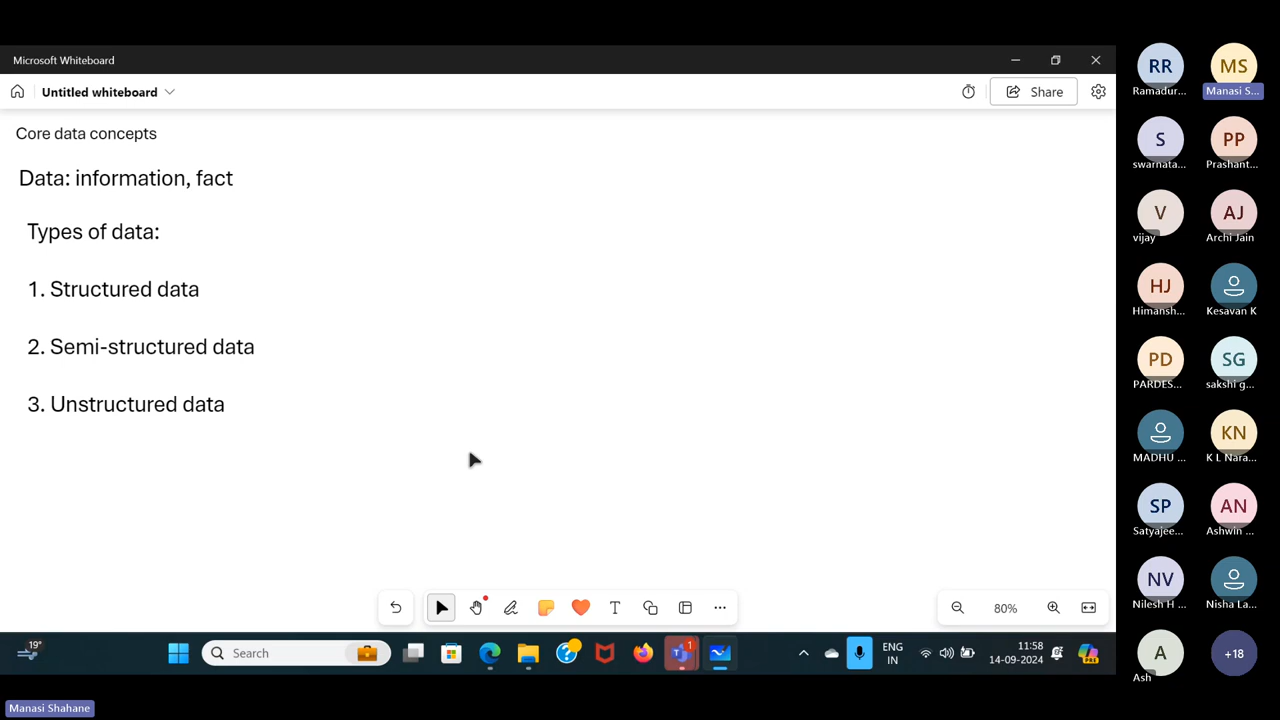 Microsoft Whiteboard
Untitled whiteboard
Share
Core data concepts
Data: information, fact
Types of data:
1. Structured data
2. Semi-structured data
3. Unstructured data
T
80%
19°
Search
1
PRE
ENG
IN
11:58
14-09-2024
RR
Ramadur...
MS
Manasi S...
S
swarnata...
PP
Prashant...
V
vijay
AJ
Archi Jain
HJ
Himansh...
Kesavan K
PD
PARDES...
SG
sakshi g...
MADHU ...
KN
K L Nara...
SP
Satyajee...
AN
Ashwin ...
NV
Nilesh H ...
Nisha La...
A
Ash
+18
Manasi Shahane